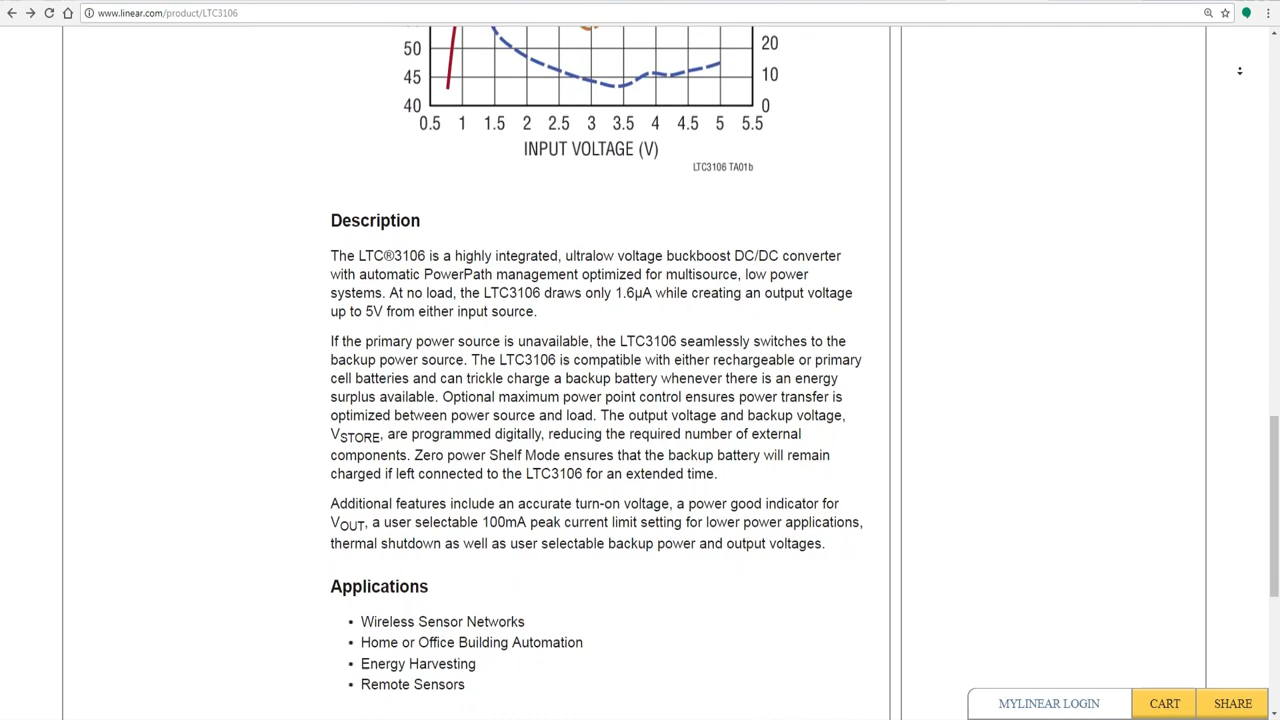 www.linear.com/product/LTC3106
50
45
40
20
10
0
0.5 1 1.5 2 2.5 3 3.5 4 4.5 5 5.5
INPUT VOLTAGE (V)
LTC3106 TA01b
Description
The LTC®3106 is a highly integrated, ultralow voltage buckboost DC/DC converter
with automatic PowerPath management optimized for multisource, low power
systems. At no load, the LTC3106 draws only 1.6µA while creating an output voltage
up to 5V from either input source.
If the primary power source is unavailable, the LTC3106 seamlessly switches to the
backup power source. The LTC3106 is compatible with either rechargeable or primary
cell batteries and can trickle charge a backup battery whenever there is an energy
surplus available. Optional maximum power point control ensures power transfer is
optimized between power source and load. The output voltage and backup voltage,
VSTORE, are programmed digitally, reducing the required number of external
components. Zero power Shelf Mode ensures that the backup battery will remain
charged if left connected to the LTC3106 for an extended time.
Additional features include an accurate turn-on voltage, a power good indicator for
VOUT, a user selectable 100mA peak current limit setting for lower power applications,
thermal shutdown as well as user selectable backup power and output voltages.
Applications
• Wireless Sensor Networks
• Home or Office Building Automation
• Energy Harvesting
• Remote Sensors
MYLINEAR LOGIN CART SHARE